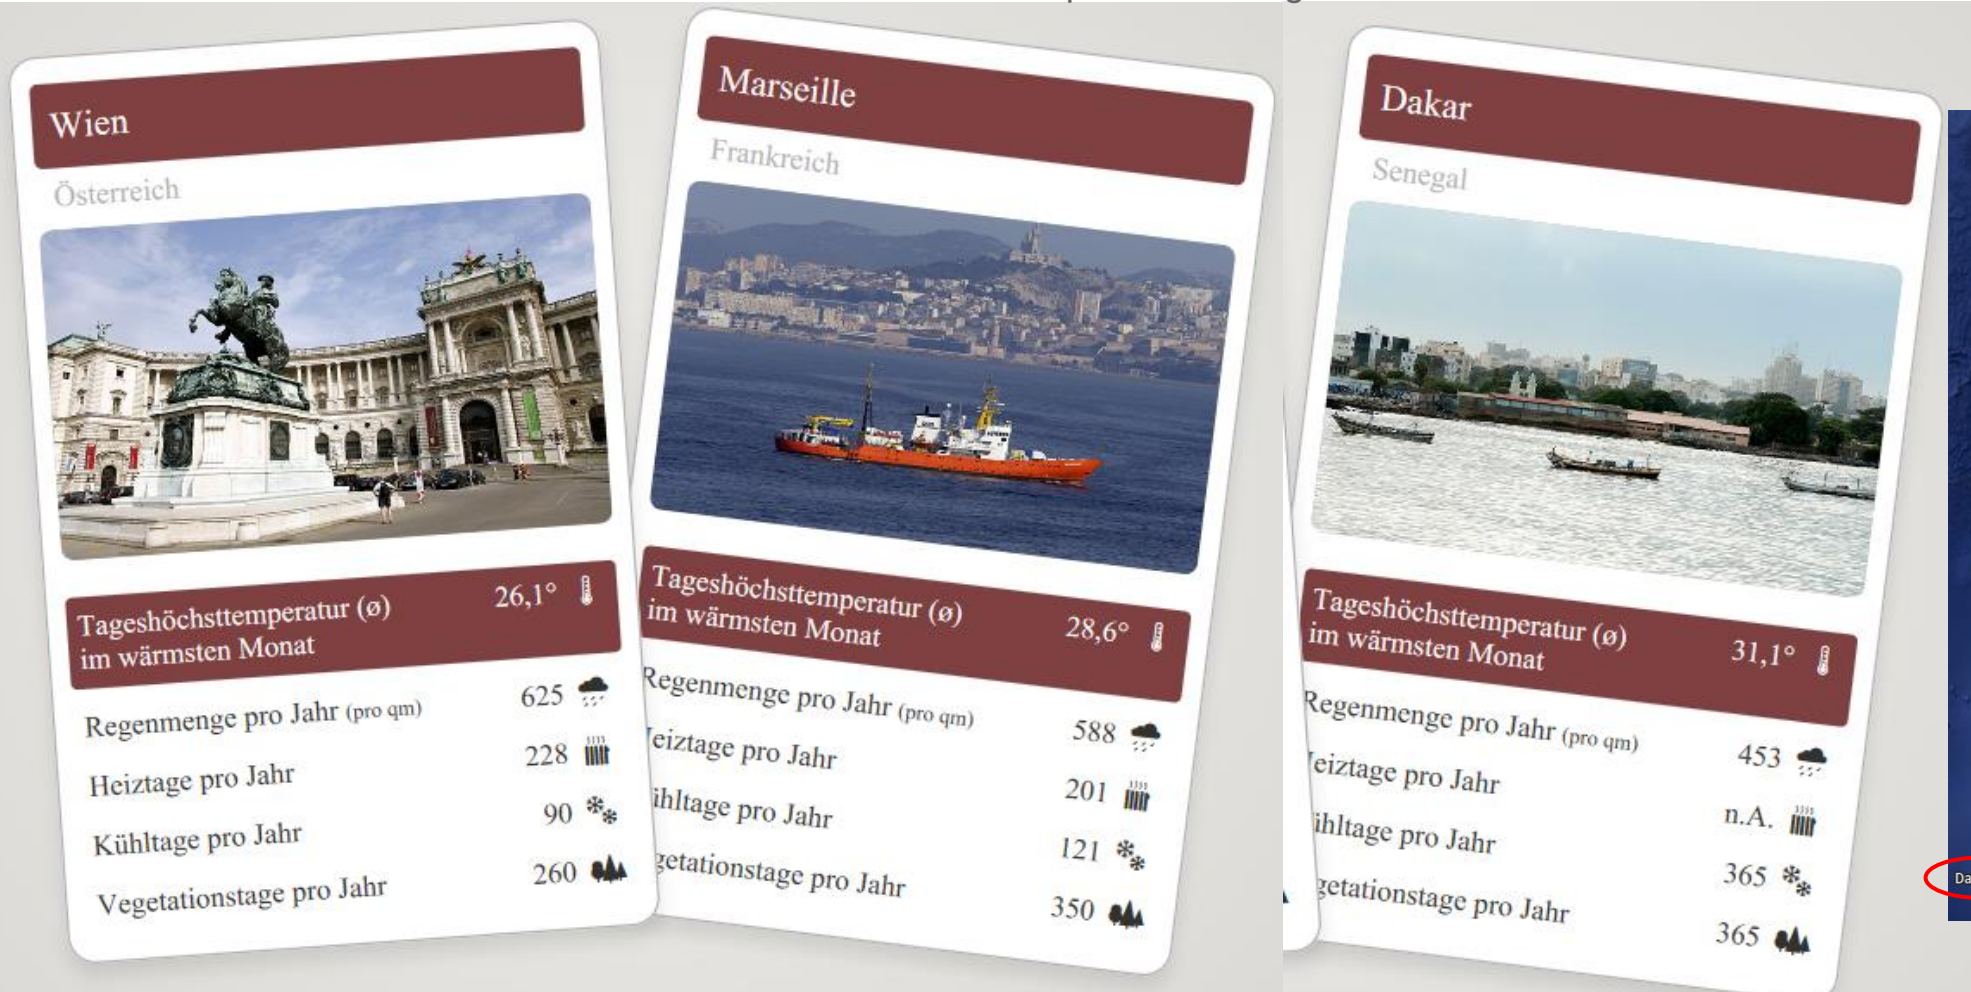 Wien
Österreich
Tageshöchsttemperatur (ø) 26,1°
im wärmsten Monat
Regenmenge pro Jahr (pro qm) 625
Heiztage pro Jahr 228
Kühltage pro Jahr 90
Vegetationstage pro Jahr 260
Marseille
Frankreich
Tageshöchsttemperatur (ø) 28,6°
im wärmsten Monat
Regenmenge pro Jahr (pro qm) 588
eiztage pro Jahr 201
ihltage pro Jahr 121
getationstage pro Jahr 350
Dakar
Senegal
Tageshöchsttemperatur (ø) 31,1°
im wärmsten Monat
Regenmenge pro Jahr (pro qm) 453
eiztage pro Jahr n.A.
ihltage pro Jahr 365
getationstage pro Jahr 365
Da